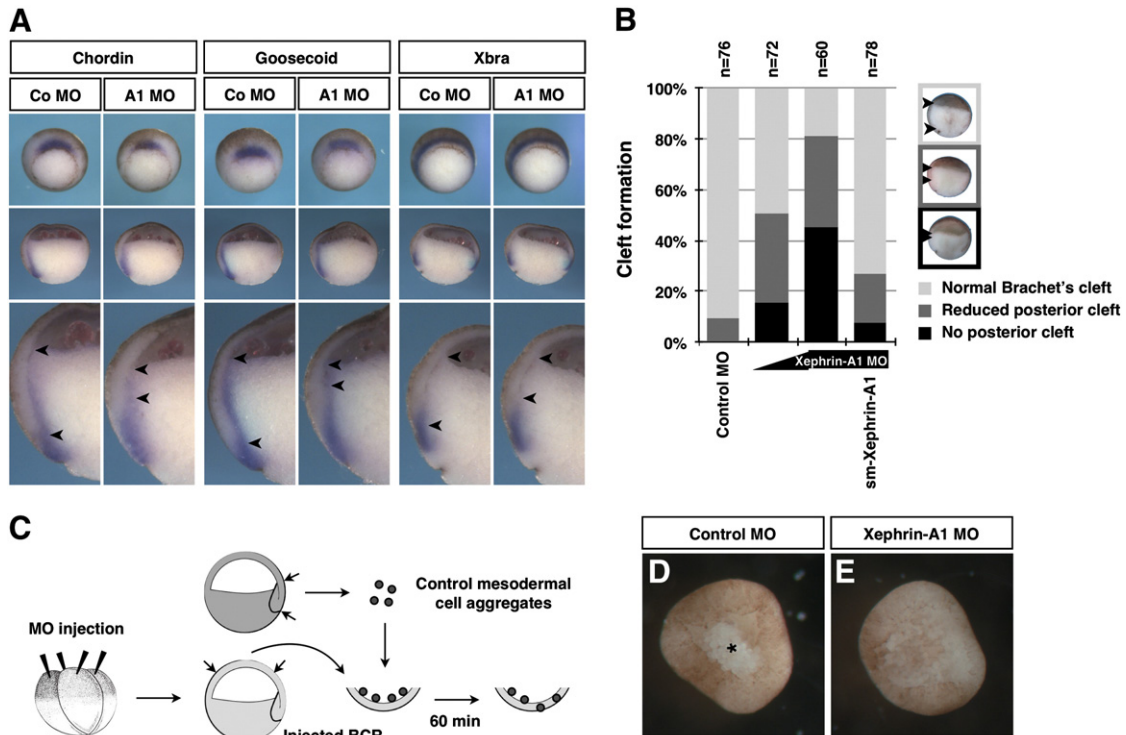 A
Chordin
Goosecoid
Xbra
Co MO
A1 MO
Co MO
A1 MO
Co MO
A1 MO
B
n=76
n=72
n=60
n=78
100%
80%
60%
40%
20%
0%
Cleft formation
Control MO
Xephrin-A1 MO
sm-Xephrin-A1
Normal Brachet's cleft
Reduced posterior cleft
No posterior cleft
C
MO injection
Control mesodermal
cell aggregates
60 min
Injected BCR
Control MO
Xephrin-A1 MO
D
*
E